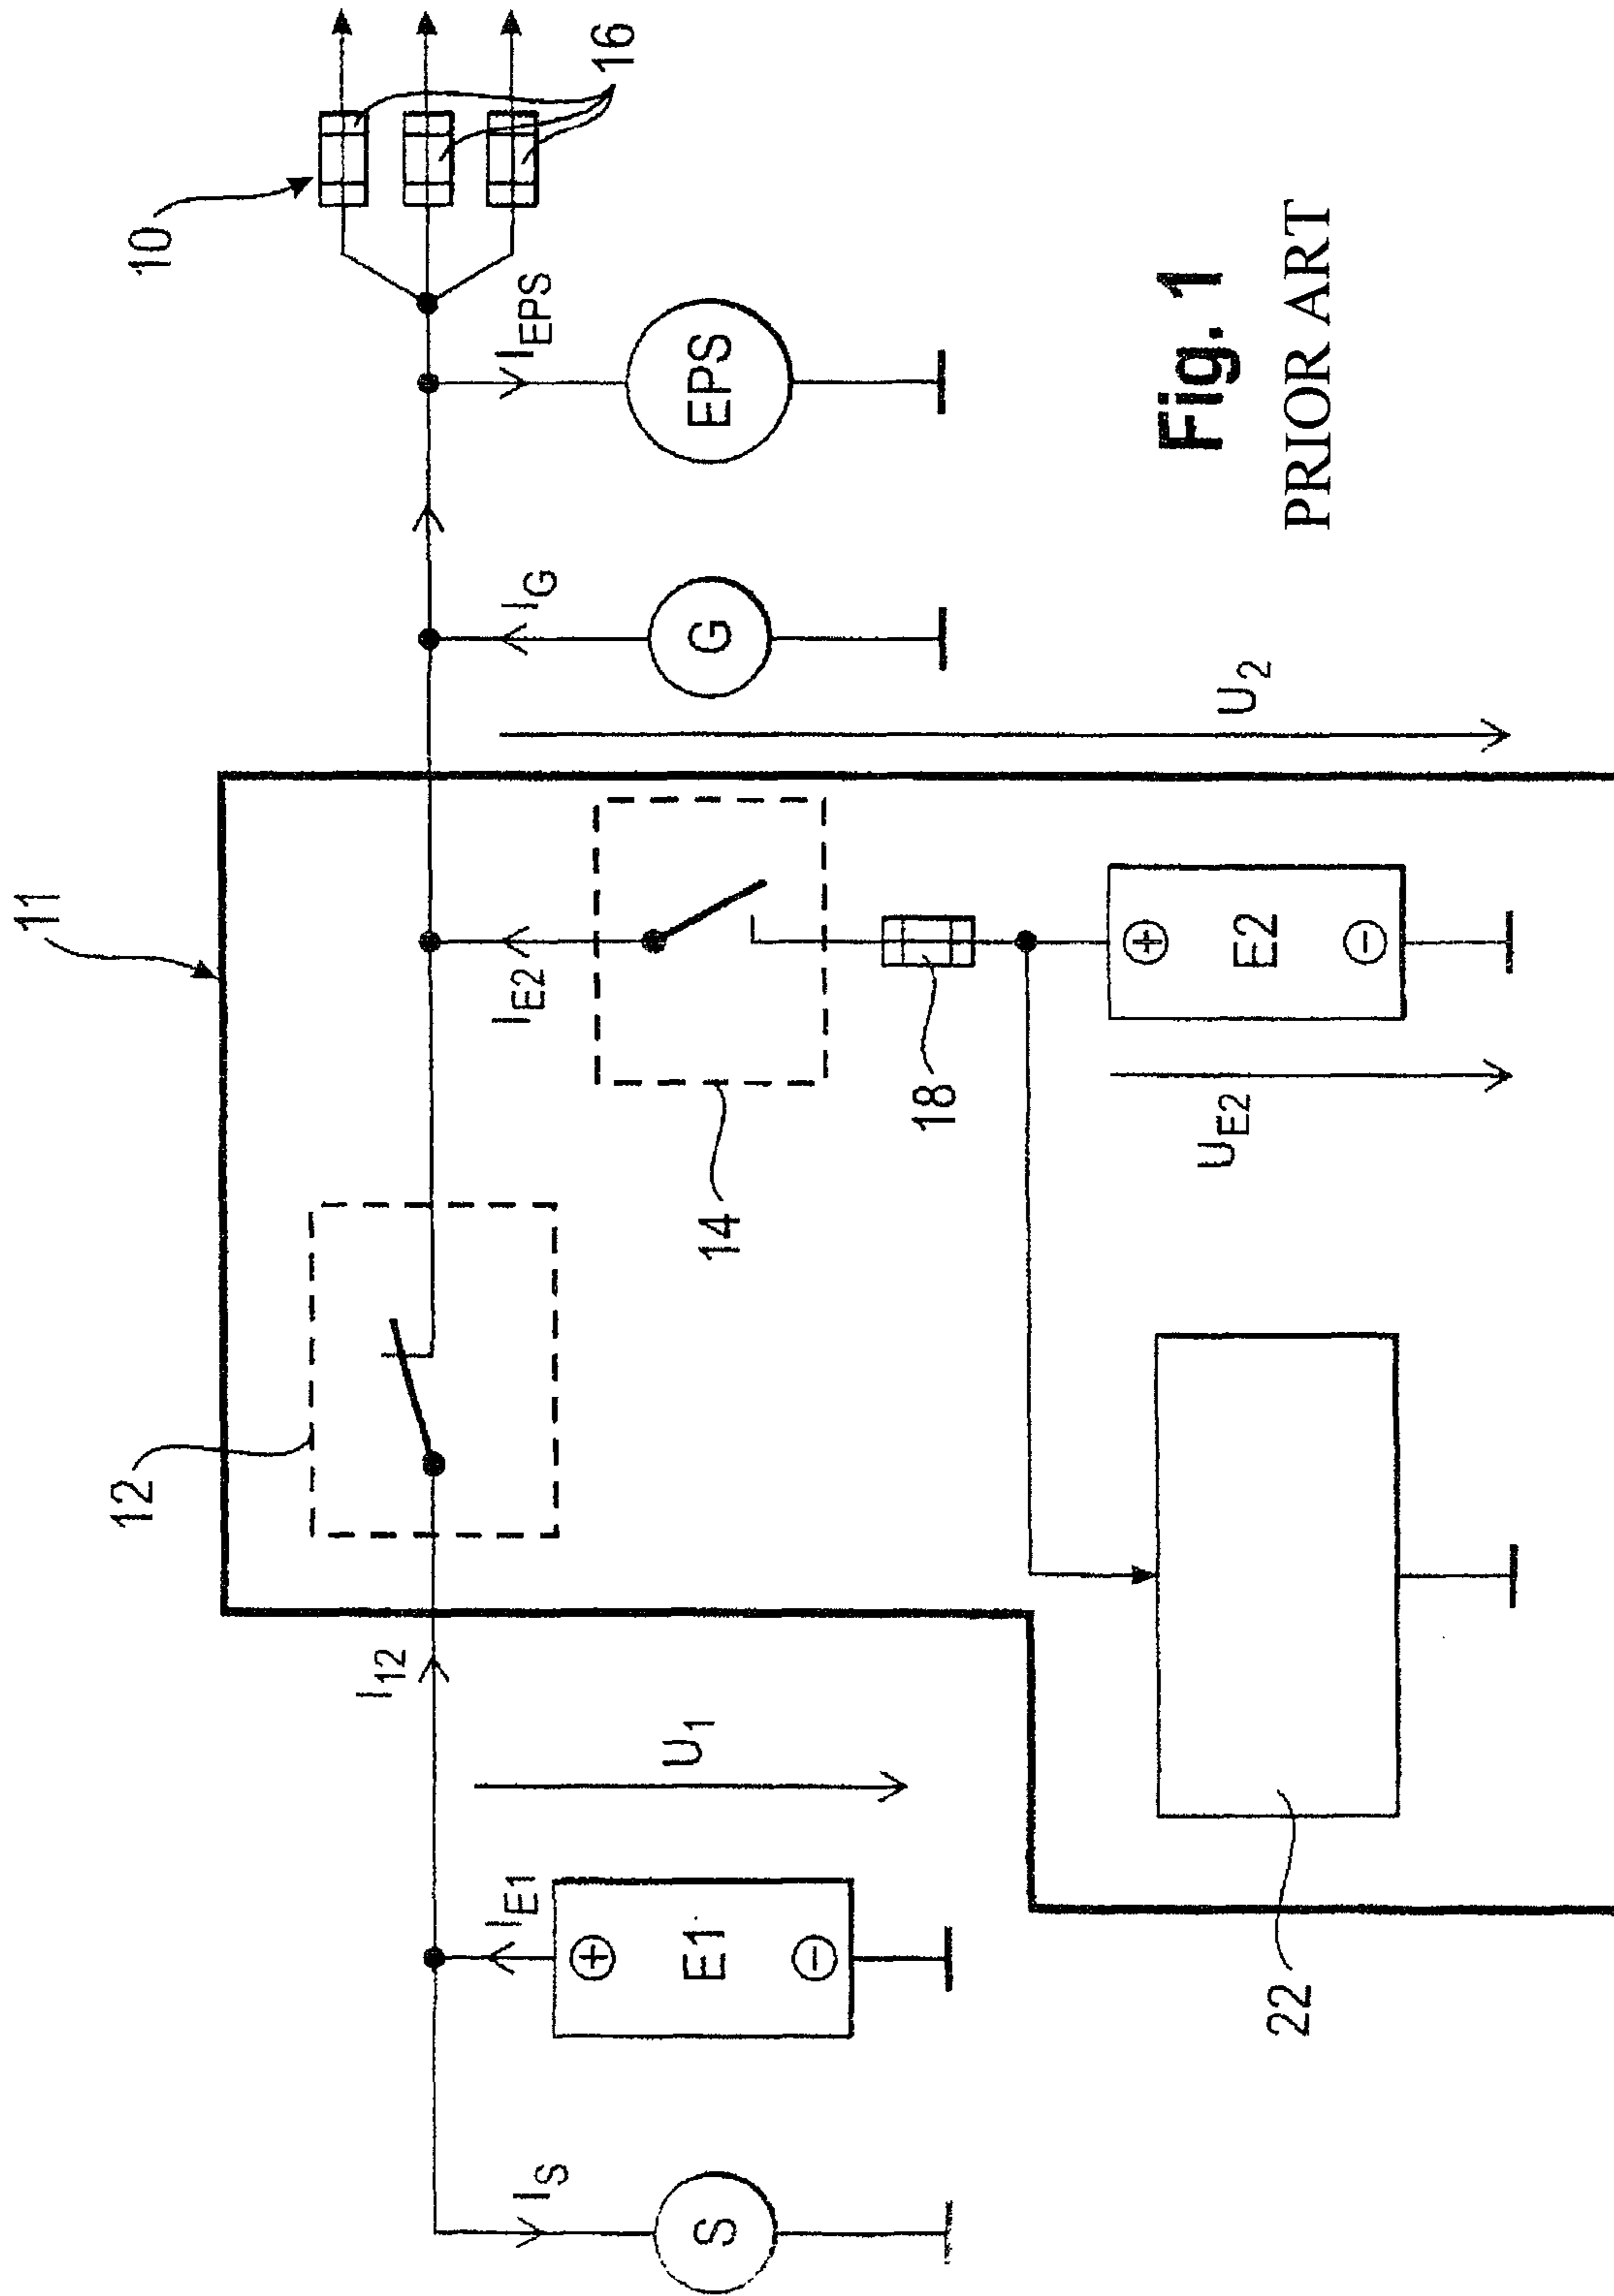 10
16
I_EPS
EPS
I_G
G
U_2
11
I_E2
14
18
+
E2
-
U_E2
12
I_12
U_1
22
I_E1
+
E1
-
I_S
S
Fig. 1
PRIOR ART